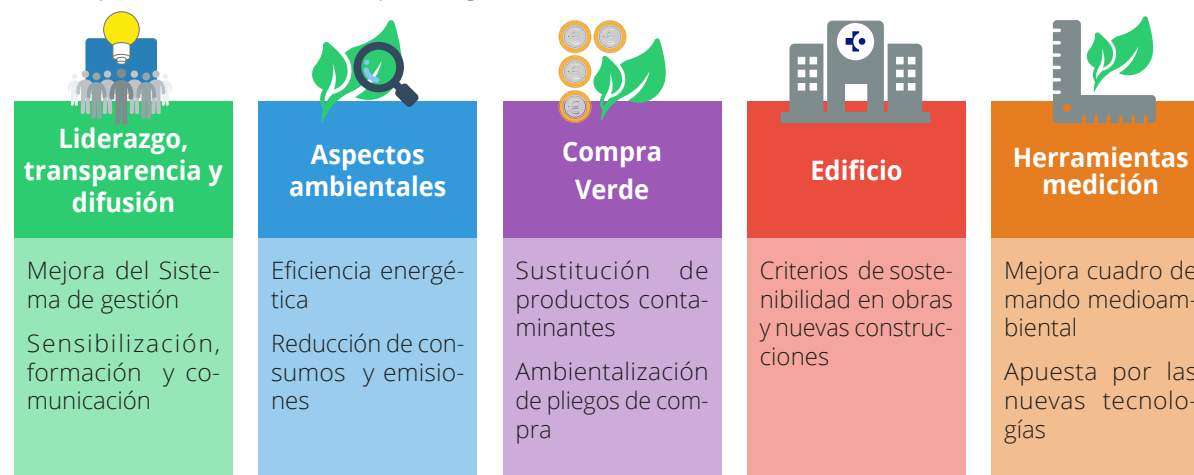 Liderazgo,
transparencia y
difusión
Mejora del Siste-
ma de gestión
Sensibilización,
formación y co-
municación
Aspectos
ambientales
Eficiencia energé-
tica
Reducción de con-
sumos y emisio-
nes
Compra
Verde
Sustitución de
productos conta-
minantes
Ambientalización
de pliegos de com-
pra
Edificio
Criterios de soste-
nibilidad en obras
y nuevas construc-
ciones
Herramientas
medición
Mejora cuadro de
mando medioam-
biental
Apuesta por las
nuevas tecnolo-
gías